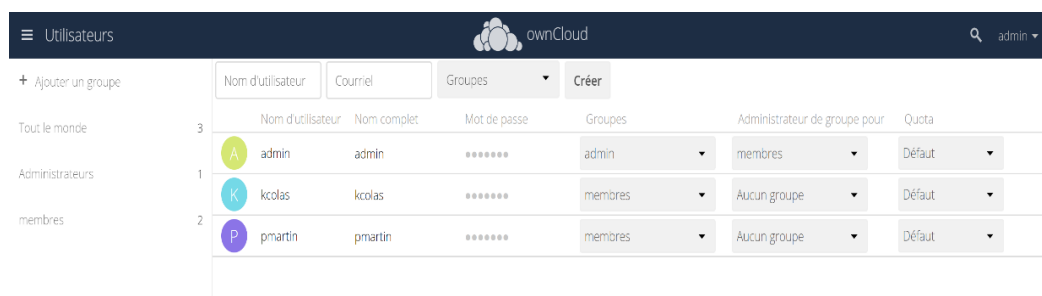 Utilisateurs
ownCloud
admin
+ Ajouter un groupe
Nom d'utilisateur
Courriel
Groupes
Créer
Tout le monde 3
Administrateurs 1
membres 2
Nom d'utilisateur Nom complet Mot de passe Groupes Administrateur de groupe pour Quota
A admin admin ●●●●●●● admin membres Défaut
K kcolas kcolas ●●●●●●● membres Aucun groupe Défaut
P pmartin pmartin ●●●●●●● membres Aucun groupe Défaut